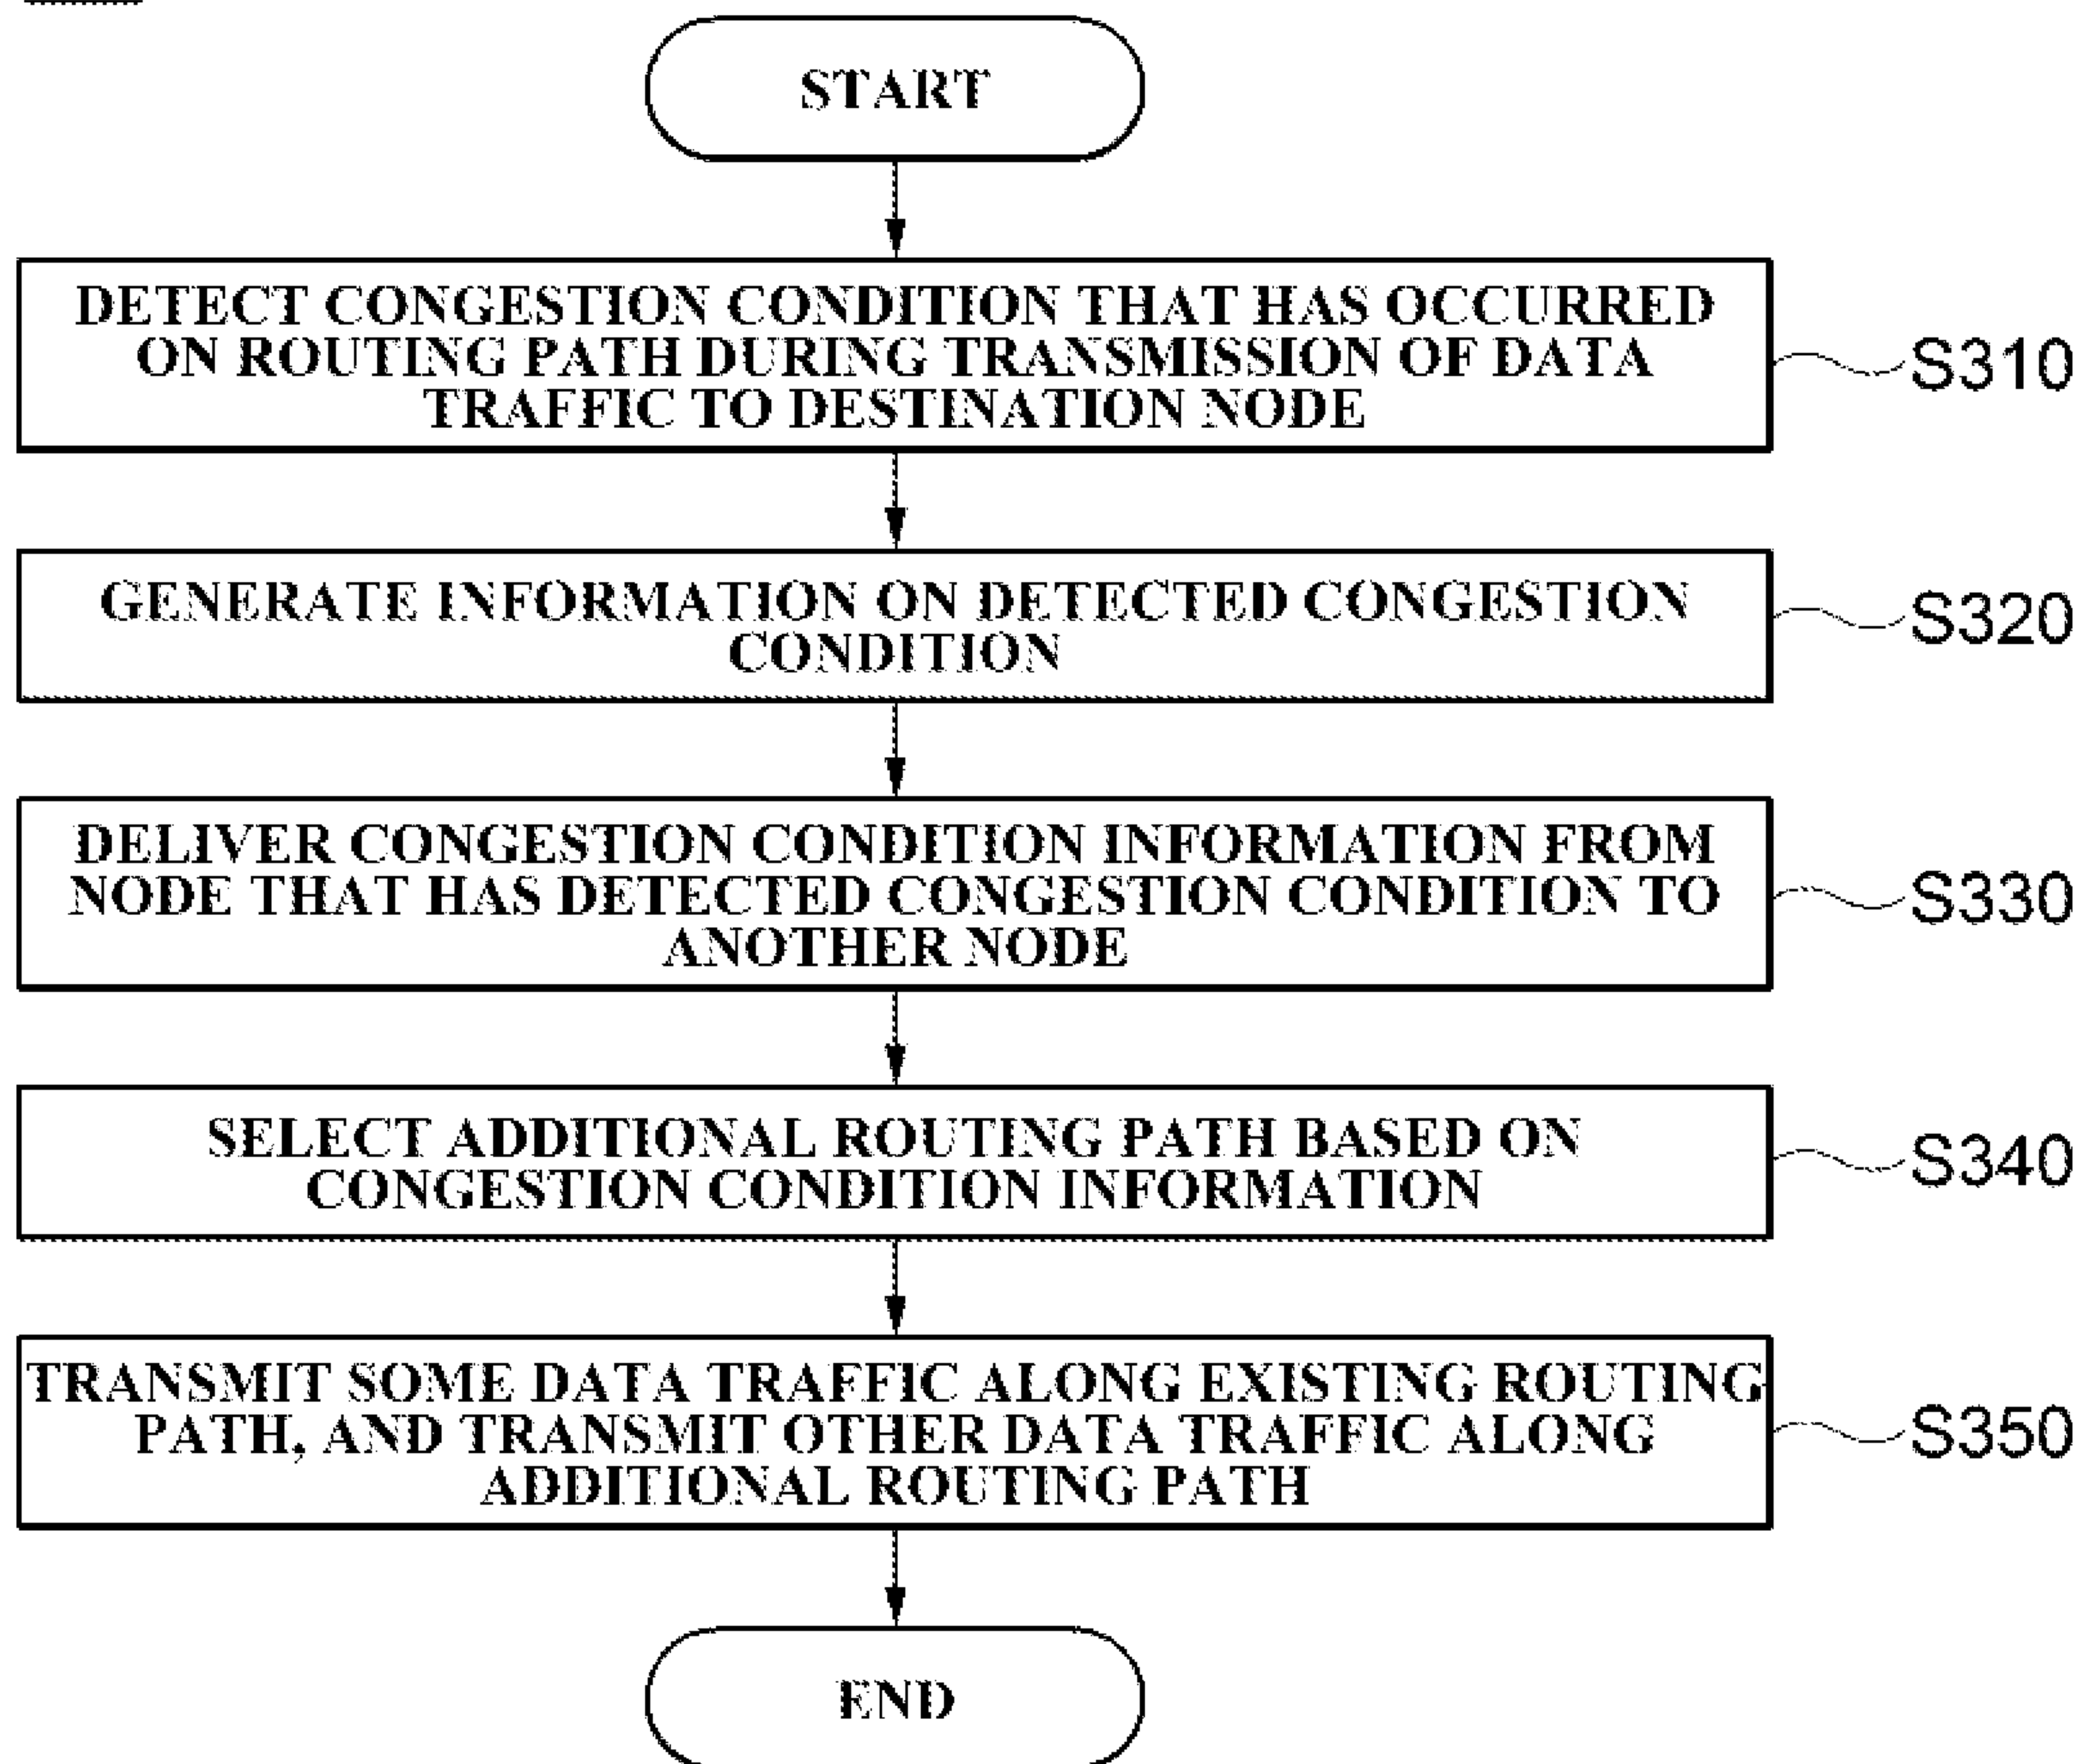 START
DETECT CONGESTION CONDITION THAT HAS OCCURRED
ON ROUTING PATH DURING TRANSMISSION OF DATA
TRAFFIC TO DESTINATION NODE
S310
GENERATE INFORMATION ON DETECTED CONGESTION
CONDITION
S320
DELIVER CONGESTION CONDITION INFORMATION FROM
NODE THAT HAS DETECTED CONGESTION CONDITION TO
ANOTHER NODE
S330
SELECT ADDITIONAL ROUTING PATH BASED ON
CONGESTION CONDITION INFORMATION
S340
TRANSMIT SOME DATA TRAFFIC ALONG EXISTING ROUTING
PATH, AND TRANSMIT OTHER DATA TRAFFIC ALONG
ADDITIONAL ROUTING PATH
S350
END